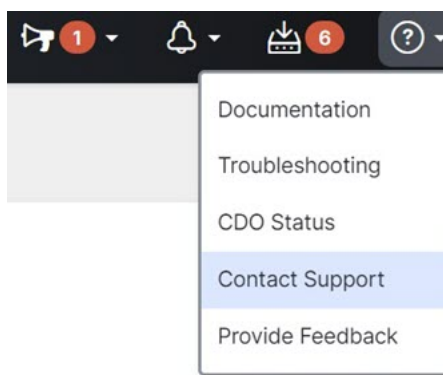 1
6
?
Documentation
Troubleshooting
CDO Status
Contact Support
Provide Feedback